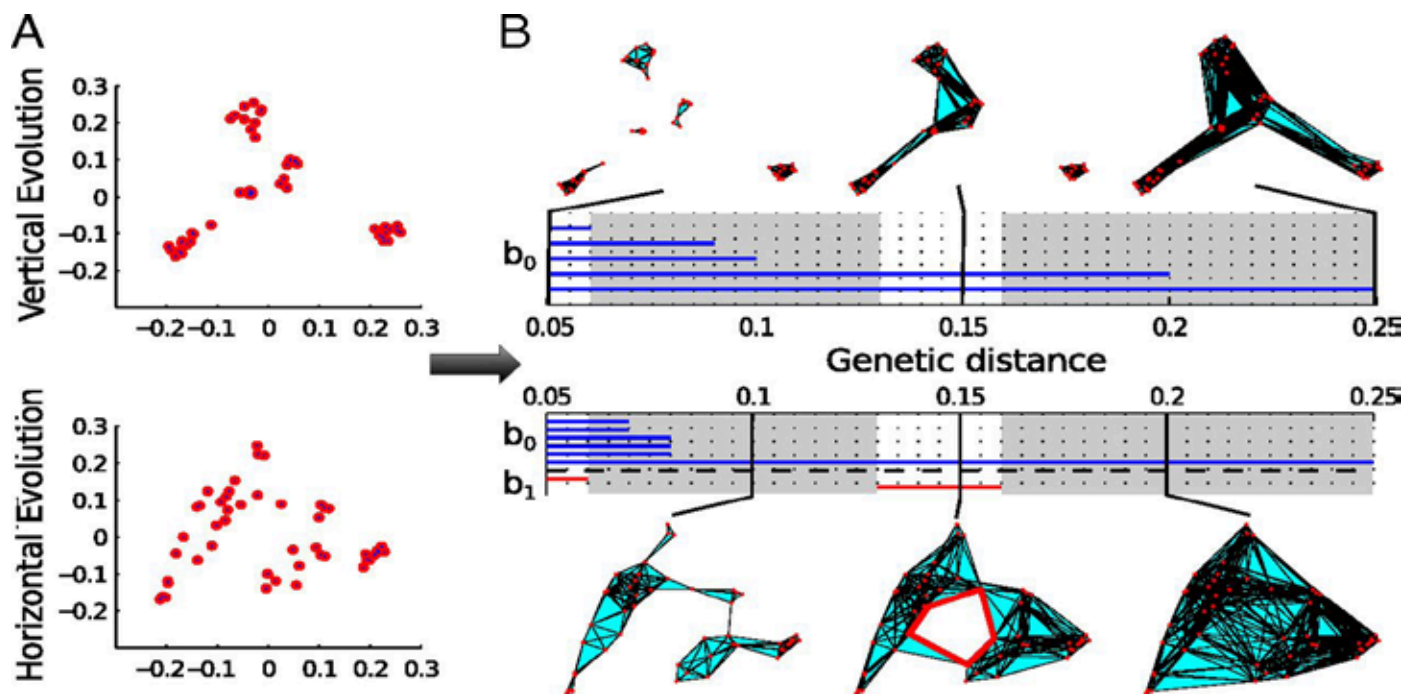 A
B
Vertical Evolution
0.3
0.2
0.1
0
−0.1
−0.2
−0.2 −0.1 0 0.1 0.2 0.3
b0
0.05 0.1 0.15 0.2 0.25
Genetic distance
Horizontal Evolution
0.3
0.2
0.1
0
−0.1
−0.2
−0.2 −0.1 0 0.1 0.2 0.3
0.05 0.1 0.15 0.2 0.25
b0
b1